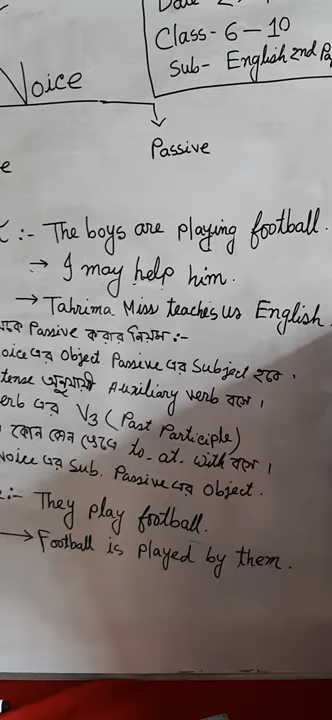 Date
Class - 6 - 10
Sub - English 2nd Pa
Voice
Passive
e
:- The boys are playing football.
→ I may help him.
→ Tahrima Miss teaches us English.
Passive করার নিয়ম :-
voice এর Object Passive এর Subject হবে ।
tense অনুযায়ী Auxiliary verb বসে ।
erb এর V3 (Past Participle)
কোন কোন ক্ষেত্রে to. at. with বসে ।
voice এর Sub. Passive এর Object.
:- They play football.
→ Football is played by them.